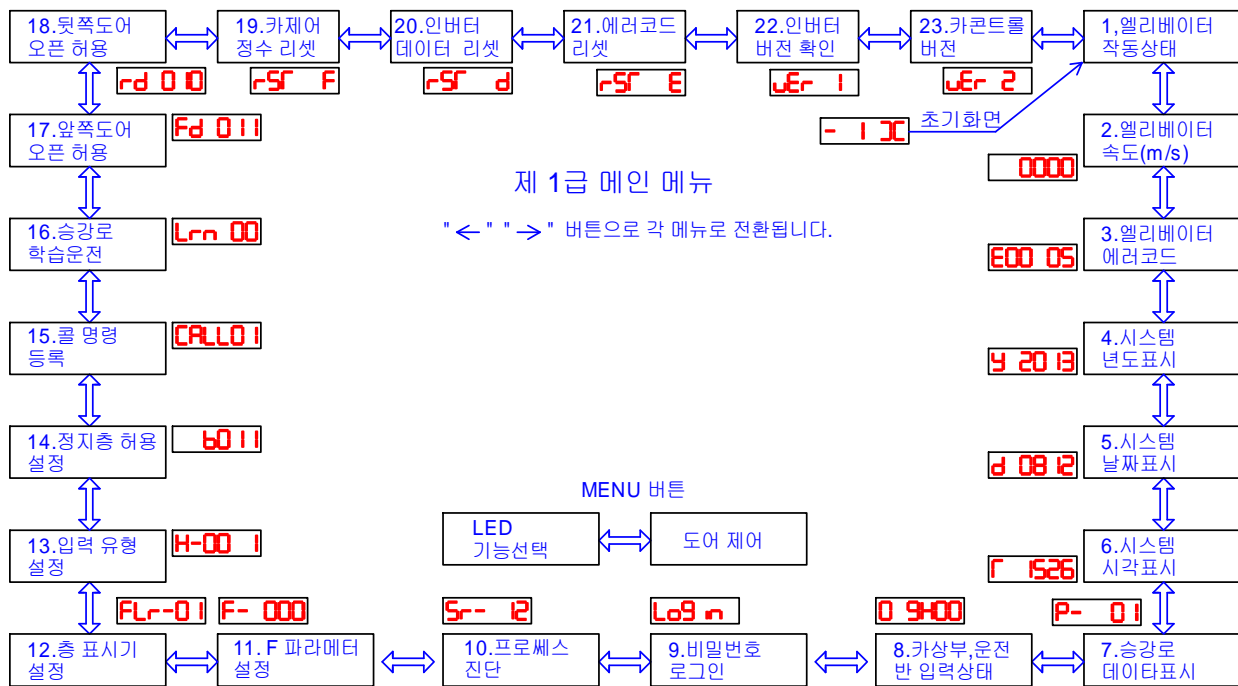 18.뒷쪽도어
오픈 허용
19.카제어
정수 리셋
20.인버터
데이터 리셋
21.에러코드
리셋
22.인버터
버전 확인
23.카콘트롤
버전
1,엘리베이터
작동상태
rd 010
rST F
rST d
rST E
uEr 1
uEr 2
17.앞쪽도어
오픈 허용
Fd 011
초기화면
2.엘리베이터
속도(m/s)
0000
제 1급 메인 메뉴
16.승강로
학습운전
Lrn 00
"←" "→" 버튼으로 각 메뉴로 전환됩니다.
3.엘리베이터
에러코드
E00 05
15.콜 명령
등록
CALL01
4.시스템
년도표시
y 2013
14.정지층 허용
설정
b011
5.시스템
날짜표시
d 0812
MENU 버튼
LED
기능선택
도어 제어
13.입력 유형
설정
H-00 1
6.시스템
시각표시
T 1526
FLr-01
F- 000
Sr- 12
Log in
0 9H00
P- 01
12.층 표시기
설정
11. F 파라메터
설정
10.프로쎄스
진단
9.비밀번호
로그인
8.카상부,운전
반 입력상태
7.승강로
데이타표시